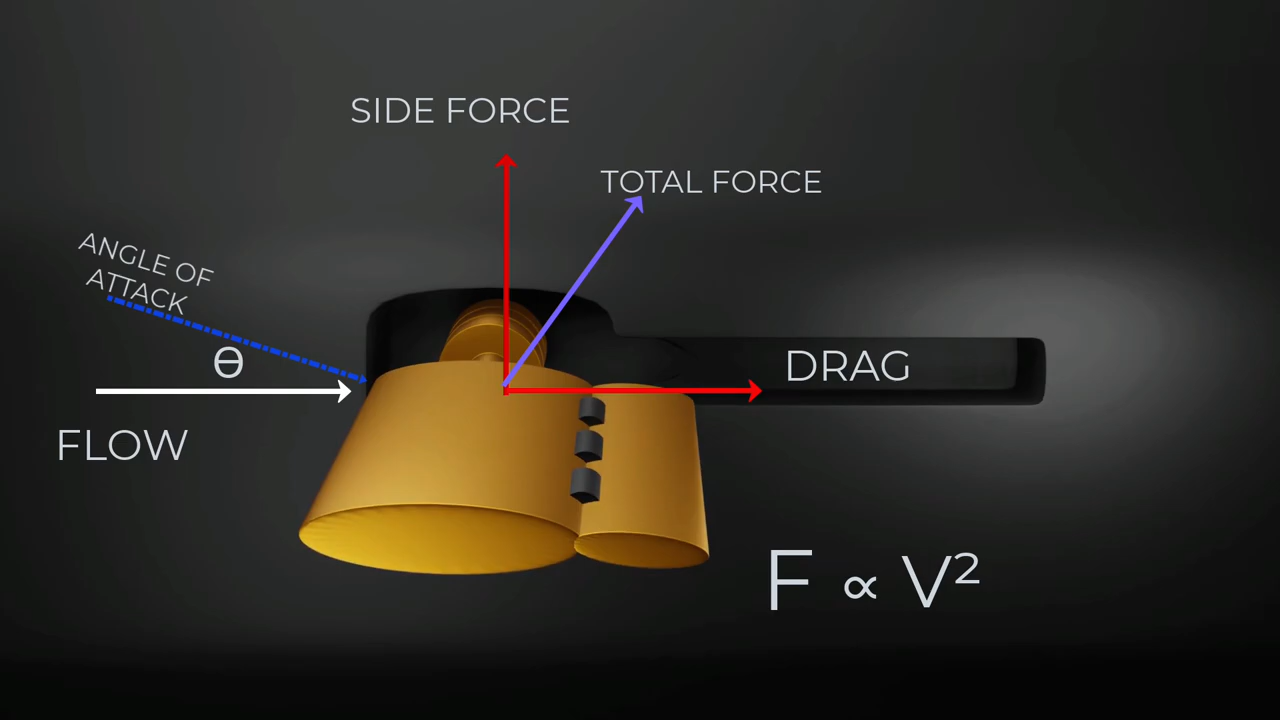 SIDE FORCE
TOTAL FORCE
ANGLE OF
ATTACK
ϴ
DRAG
FLOW
F ∝ V²